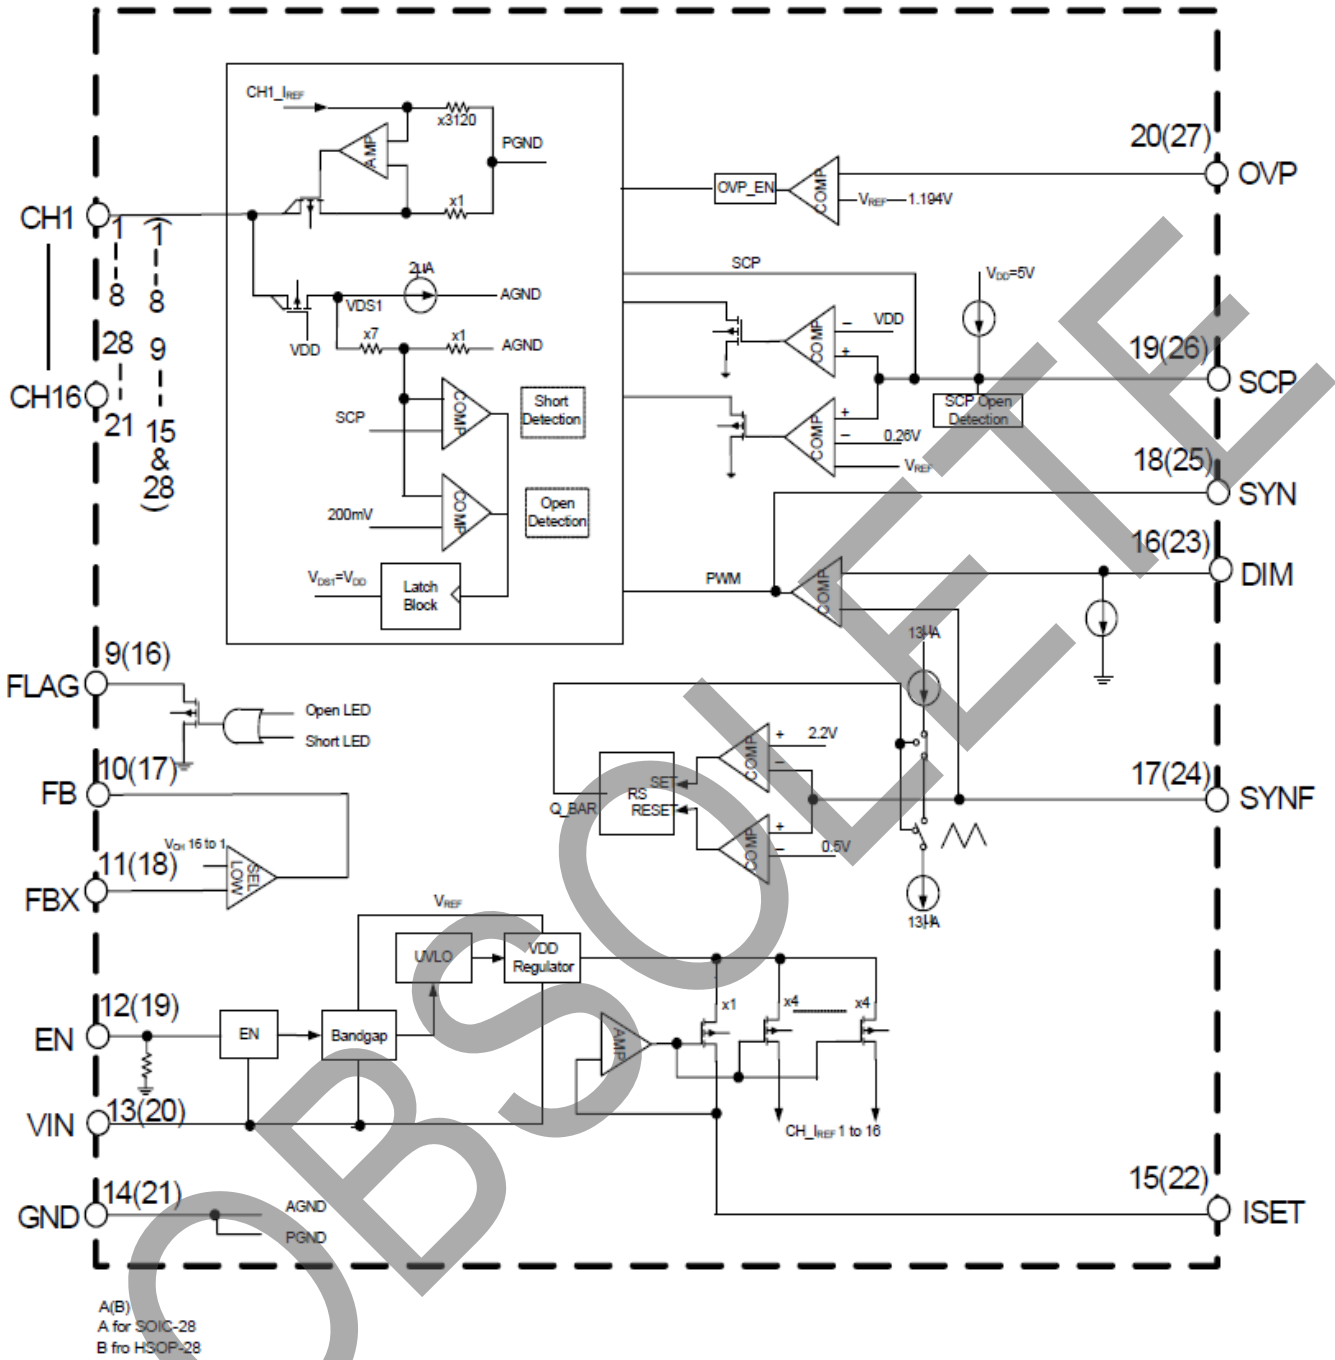 CH1_IREF
x3120
PGND
AMP
x1
20(27)
OVP
OVP_EN
COMP
VREF
1.194V
CH1
1
8
28
21
(1
8
9
15
&
28
)
CH16
2μA
VDS1
AGND
VDD
x7
x1
AGND
SCP
COMP
Short
Detection
200mV
COMP
Open
Detection
VDS1=VDD
Latch
Block
SCP
VDD=5V
VDD
COMP
−
+
19(26)
SCP
SCP Open
Detection
COMP
+
−
0.26V
VREF
18(25)
SYN
16(23)
DIM
PWM
COMP
13μA
9(16)
FLAG
Open LED
Short LED
10(17)
FB
VCH 16 to 1
SEL
LOW
11(18)
FBX
Q_BAR
RS
SET
RESET
COMP
+
−
2.2V
COMP
+
−
0.5V
17(24)
SYNF
13μA
VREF
UVLO
VDD
Regulator
12(19)
EN
EN
Bandgap
AMP
x1
x4
x4
13(20)
VIN
CH_IREF 1 to 16
14(21)
GND
AGND
PGND
15(22)
ISET
A(B)
A for SOIC-28
B fro HSOP-28
OBSOLETE